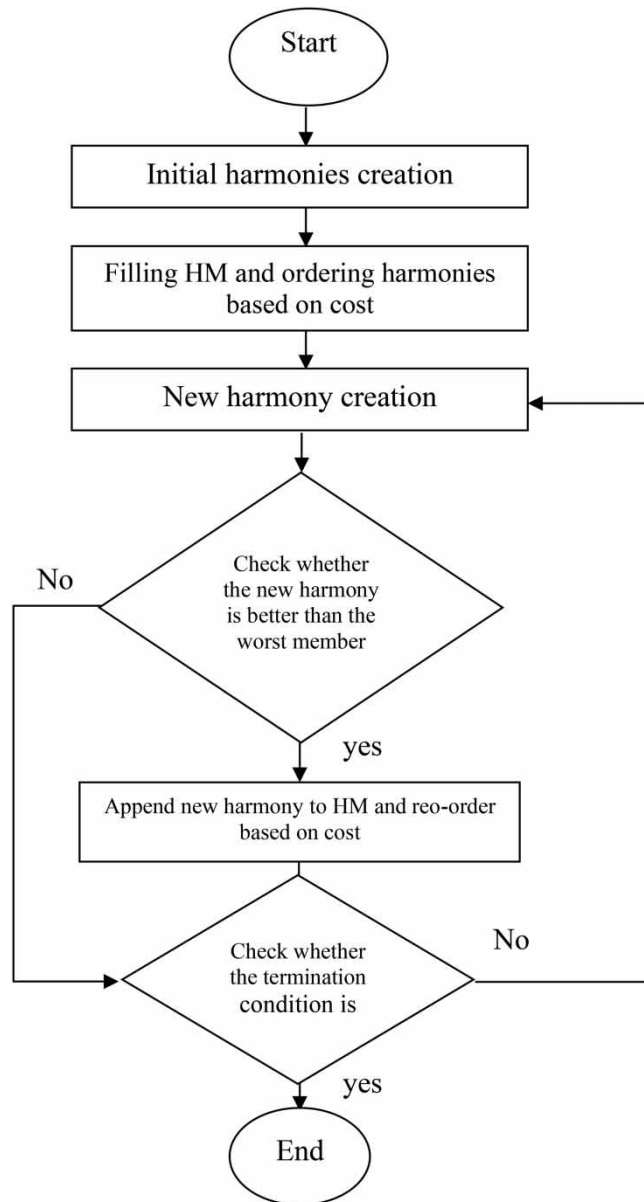 Start
Initial harmonies creation
Filling HM and ordering harmonies
based on cost
New harmony creation
Check whether
the new harmony
is better than the
worst member
No
yes
Append new harmony to HM and reo-order
based on cost
Check whether
the termination
condition is
No
yes
End